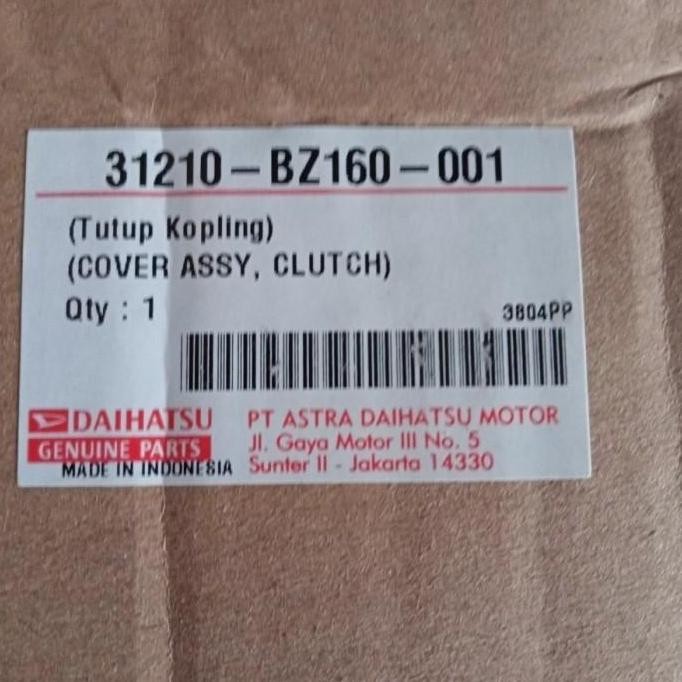 31210-BZ160-001
(Tutup Kopling)
(COVER ASSY, CLUTCH)
Qty : 1
3804PP
DAIHATSU
GENUINE PARTS
MADE IN INDONESIA
PT ASTRA DAIHATSU MOTOR
Jl. Gaya Motor III No. 5
Sunter II - Jakarta 14330